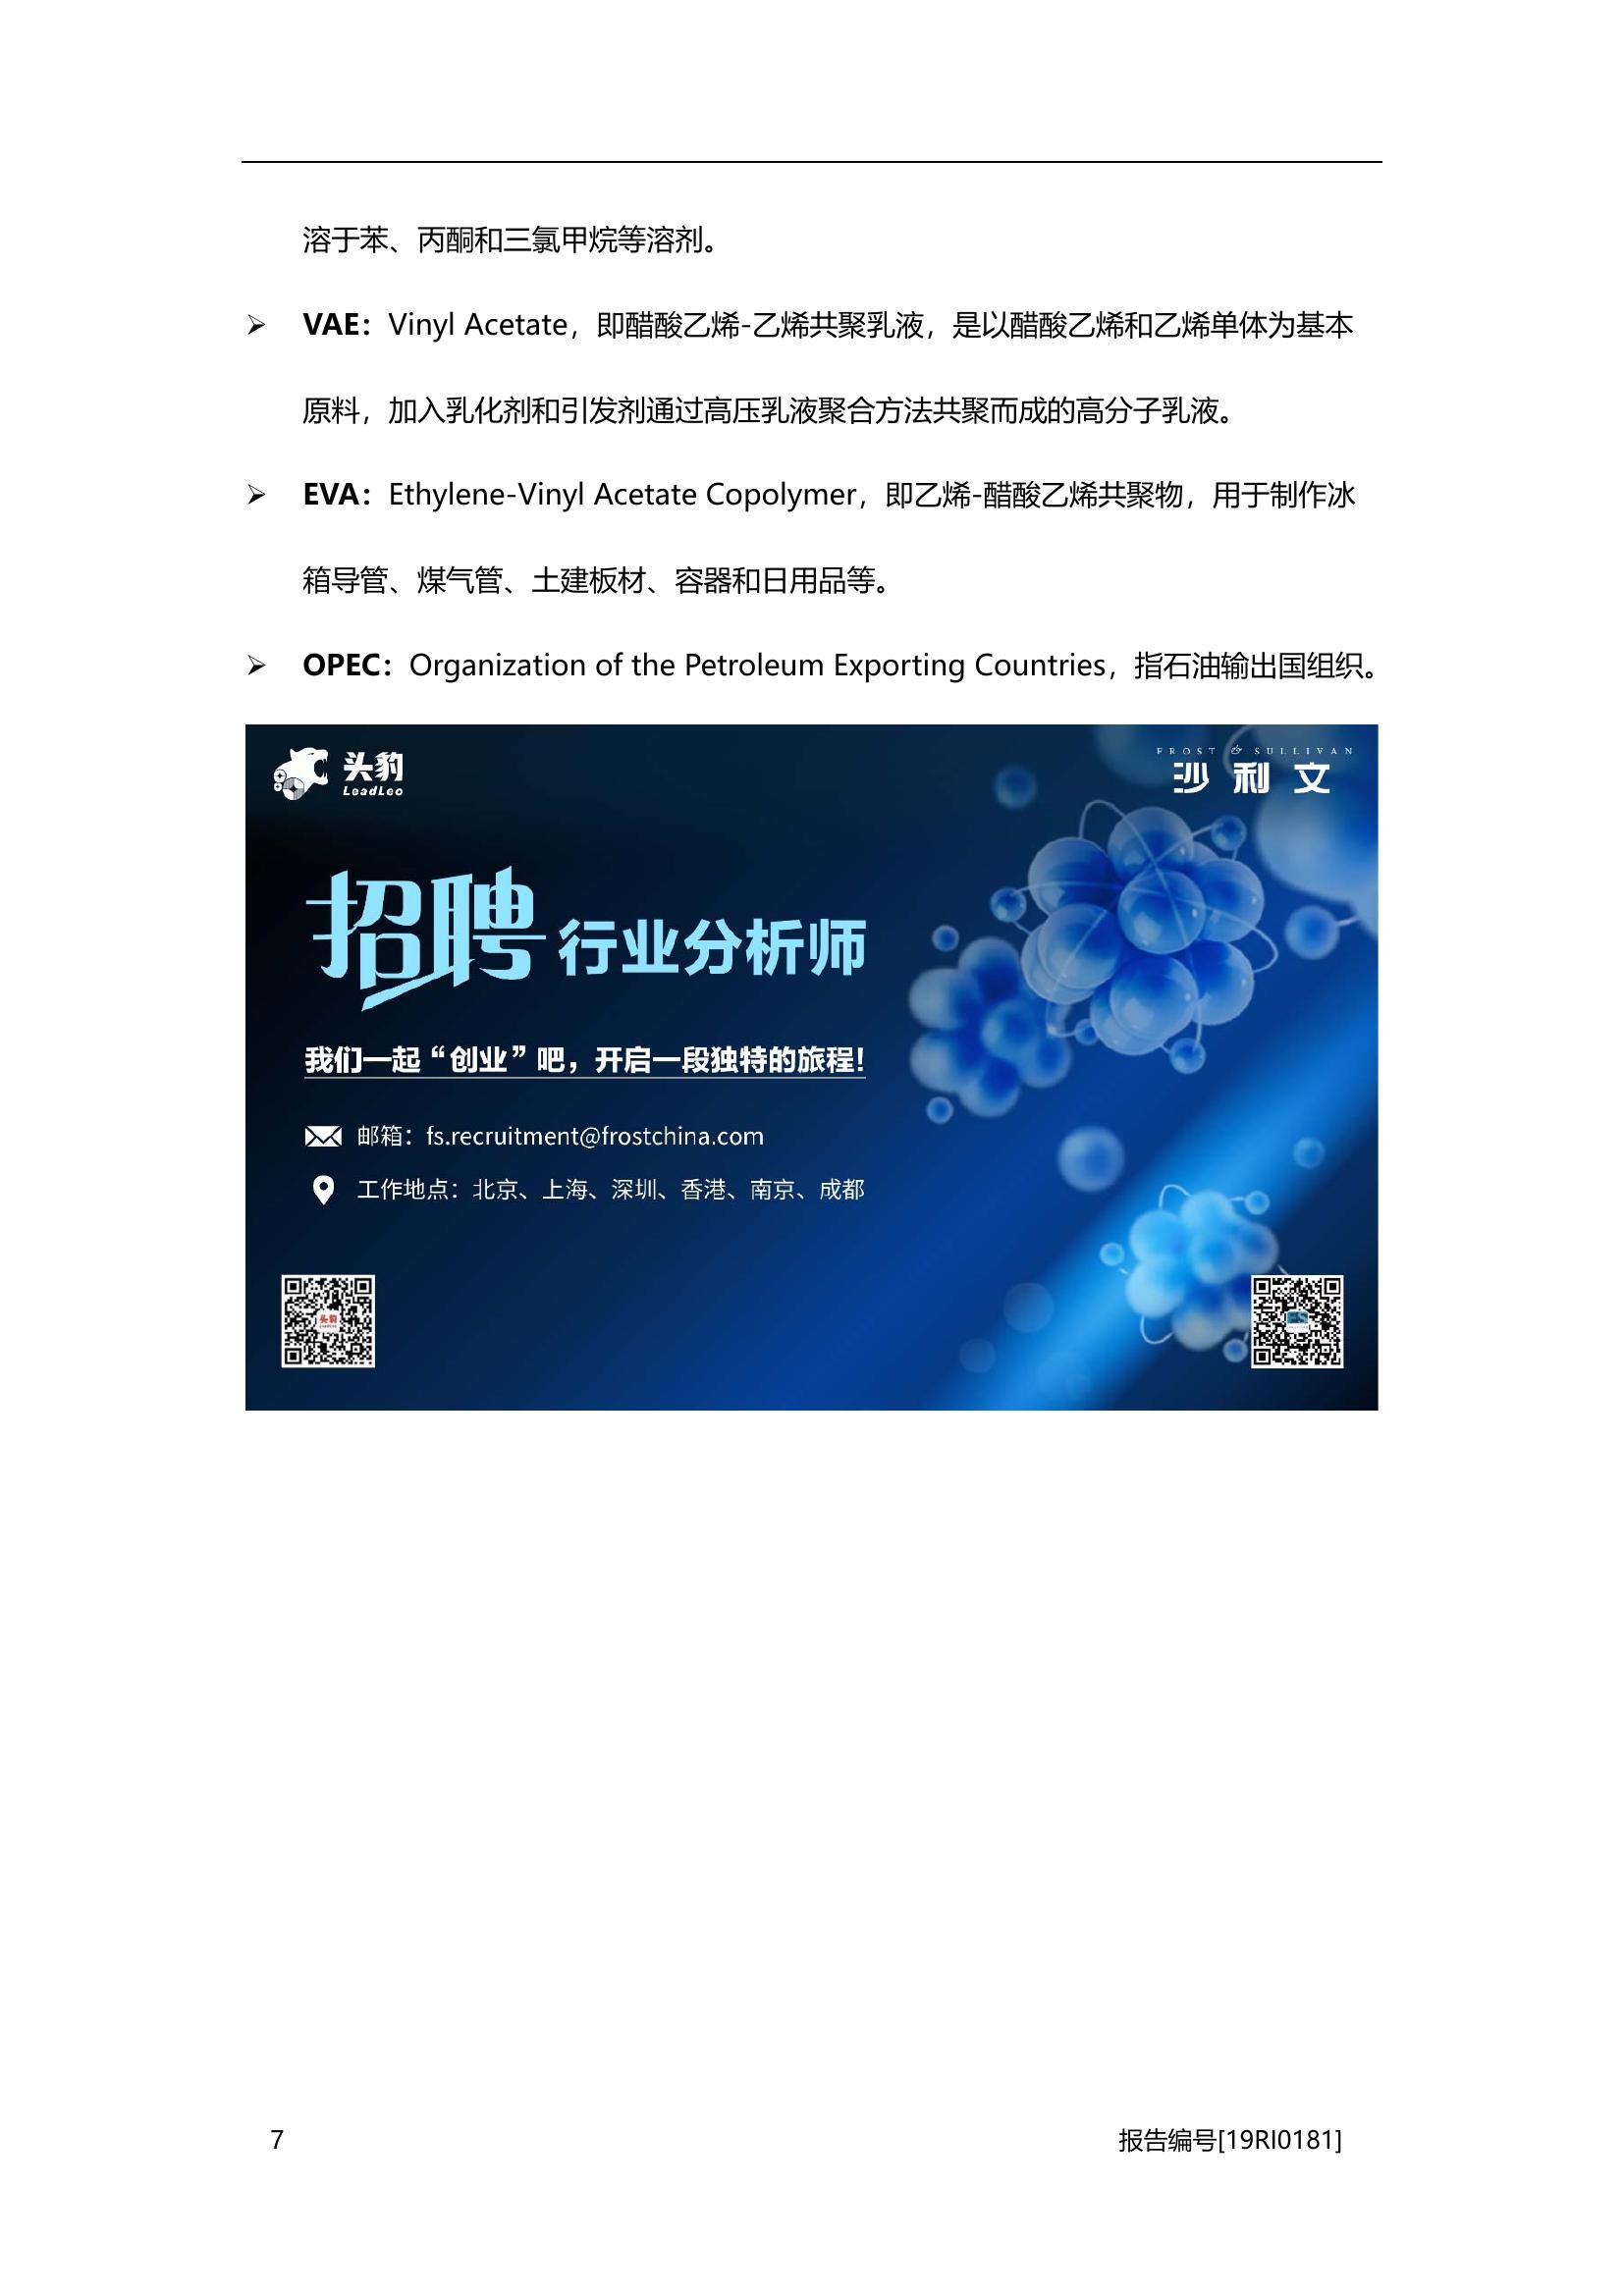 溶于苯、丙酮和三氯甲烷等溶剂。
➢ VAE：Vinyl Acetate，即醋酸乙烯-乙烯共聚乳液，是以醋酸乙烯和乙烯单体为基本
原料，加入乳化剂和引发剂通过高压乳液聚合方法共聚而成的高分子乳液。
➢ EVA：Ethylene-Vinyl Acetate Copolymer，即乙烯-醋酸乙烯共聚物，用于制作冰
箱导管、煤气管、土建板材、容器和日用品等。
➢ OPEC：Organization of the Petroleum Exporting Countries，指石油输出国组织。
头豹
LeadLeo
FROST & SULLIVAN
沙利文
招聘 行业分析师
我们一起“创业”吧，开启一段独特的旅程！
邮箱：fs.recruitment@frostchina.com
工作地点：北京、上海、深圳、香港、南京、成都
头豹
7 报告编号[19RI0181]